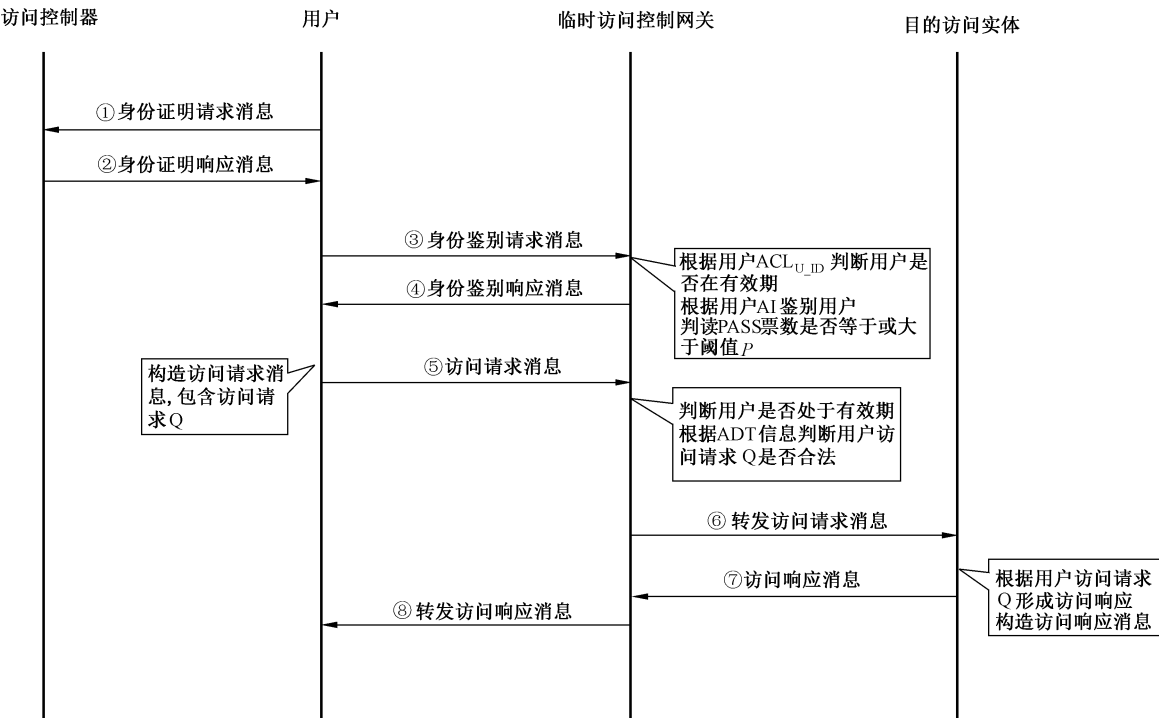 访问控制器
用户
临时访问控制网关
目的访问实体
①身份证明请求消息
②身份证明响应消息
③身份鉴别请求消息
根据用户ACL_U_ID 判断用户是
否在有效期
根据用户AI鉴别用户
判读PASS票数是否等于或大
于阈值P
④身份鉴别响应消息
构造访问请求消
息,包含访问请
求Q
⑤访问请求消息
判断用户是否处于有效期
根据ADT信息判断用户访
问请求 Q是否合法
⑥转发访问请求消息
⑦访问响应消息
根据用户访问请求
Q形成访问响应
构造访问响应消息
⑧转发访问响应消息